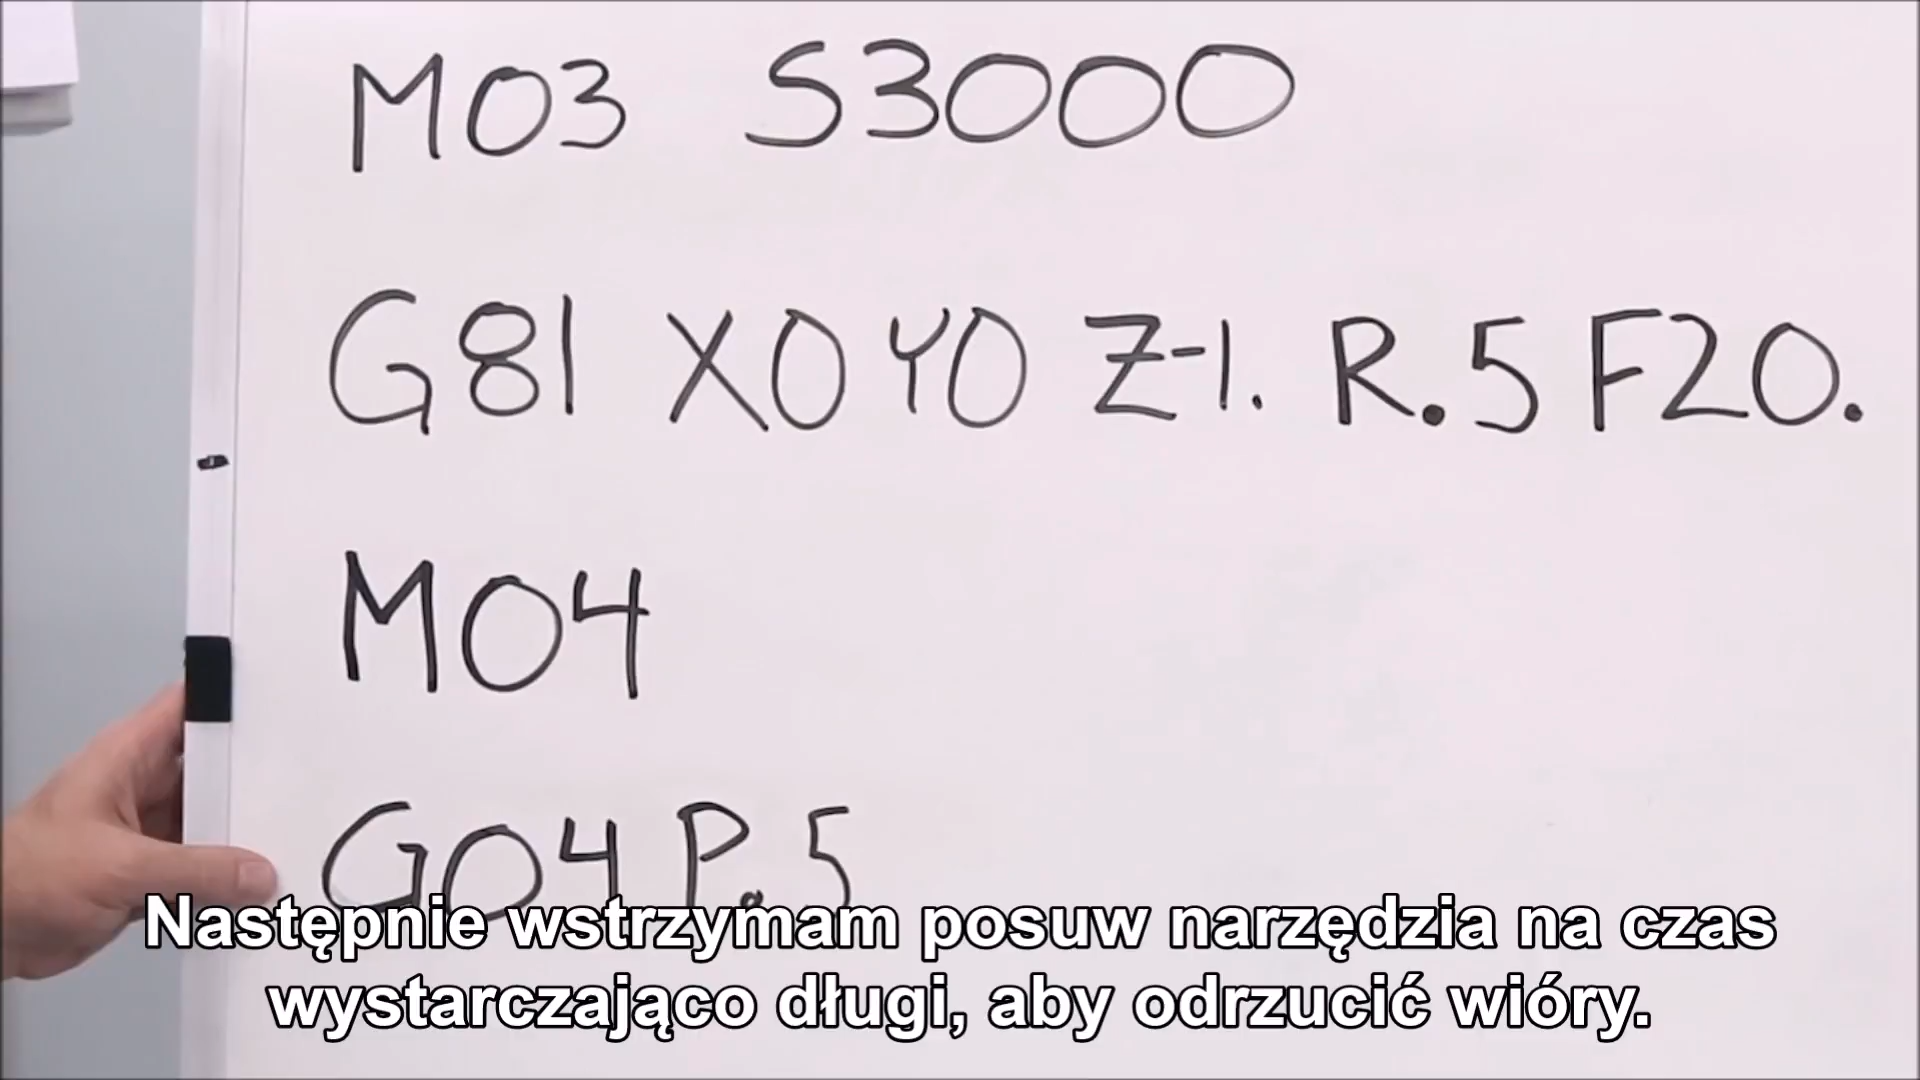 M03 S3000
G81 X0 Y0 Z-1. R.5 F20.
M04
G04 P.5
Następnie wstrzymam posuw narzędzia na czas
wystarczająco długi, aby odrzucić wióry.